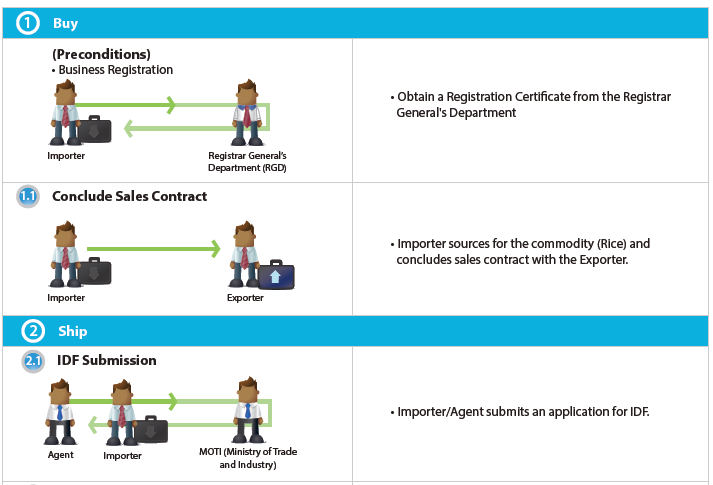 1 Buy
(Preconditions)
• Business Registration
Importer
Registrar General's
Department (RGD)
• Obtain a Registration Certificate from the Registrar
General's Department
1.1 Conclude Sales Contract
Importer
Exporter
• Importer sources for the commodity (Rice) and
concludes sales contract with the Exporter.
2 Ship
2.1 IDF Submission
Agent
Importer
MOTI (Ministry of Trade
and Industry)
• Importer/Agent submits an application for IDF.